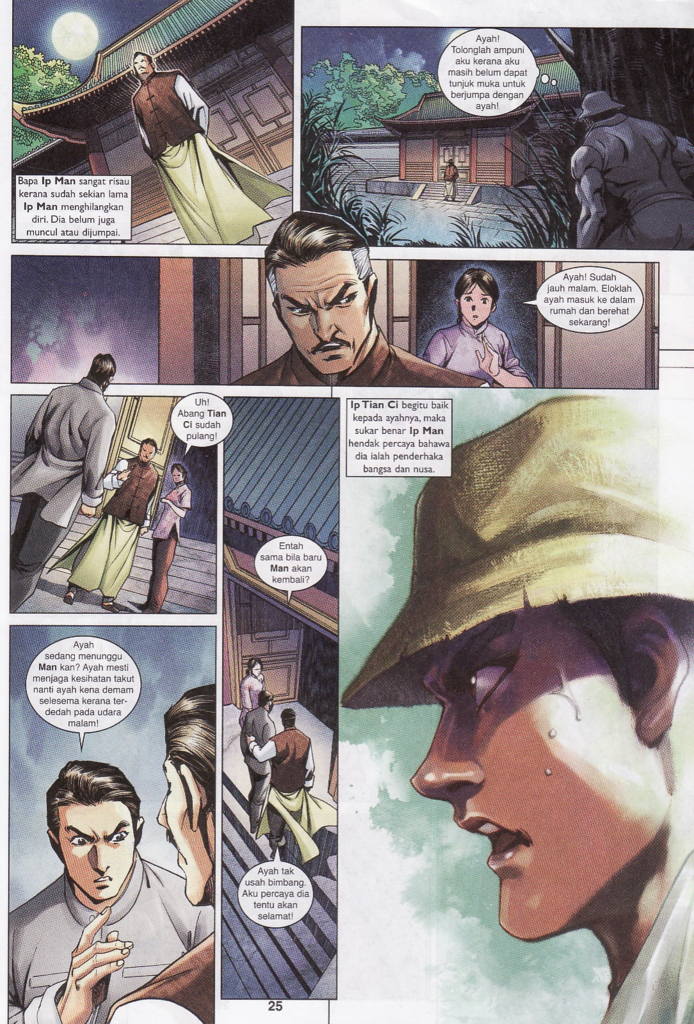 Bapa Ip Man sangat risau
kerana sudah sekian lama
Ip Man menghilangkan
diri. Dia belum juga
muncul atau dijumpai.
Ayah!
Tolonglah ampuni
aku kerana aku
masih belum dapat
tunjuk muka untuk
berjumpa dengan
ayah!
Ayah! Sudah
jauh malam. Eloklah
ayah masuk ke dalam
rumah dan berehat
sekarang!
Uh!
Abang Tian
Ci sudah
pulang!
Ayah
sedang menunggu
Man kan? Ayah mesti
menjaga kesihatan takut
nanti ayah kena demam
selesema kerana ter-
dedah pada udara
malam!
Entah
sama bila baru
Man akan
kembali?
Ayah tak
usah bimbang.
Aku percaya dia
tentu akan
selamat!
Ip Tian Ci begitu baik
kepada ayahnya, maka
sukar benar Ip Man
hendak percaya bahawa
dia ialah penderhaka
bangsa dan nusa.
25